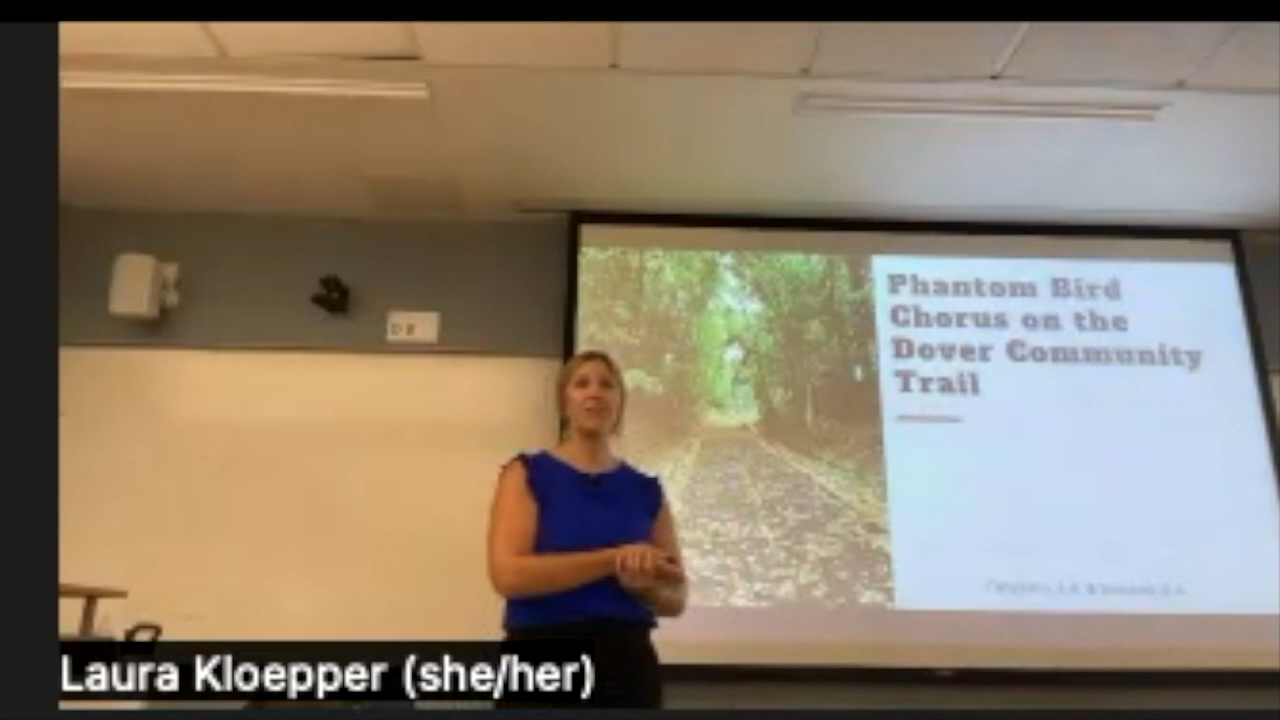 Phantom Bird
Chorus on the
Dover Community
Trail
Laura Kloepper (she/her)